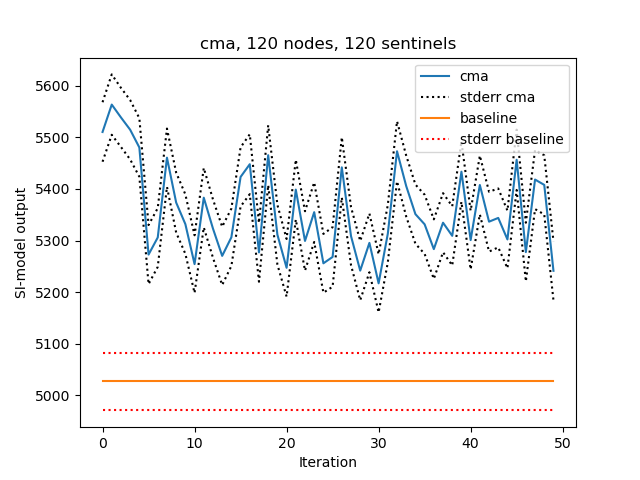 cma, 120 nodes, 120 sentinels
cma
stderr cma
baseline
stderr baseline
SI-model output
5600
5500
5400
5300
5200
5100
5000
0 10 20 30 40 50
Iteration